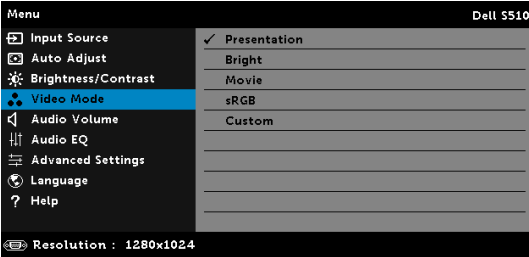 Menu Dell S510
Input Source
Auto Adjust
Brightness/Contrast
Video Mode
Audio Volume
Audio EQ
Advanced Settings
Language
? Help
✓ Presentation
Bright
Movie
sRGB
Custom
Resolution : 1280x1024